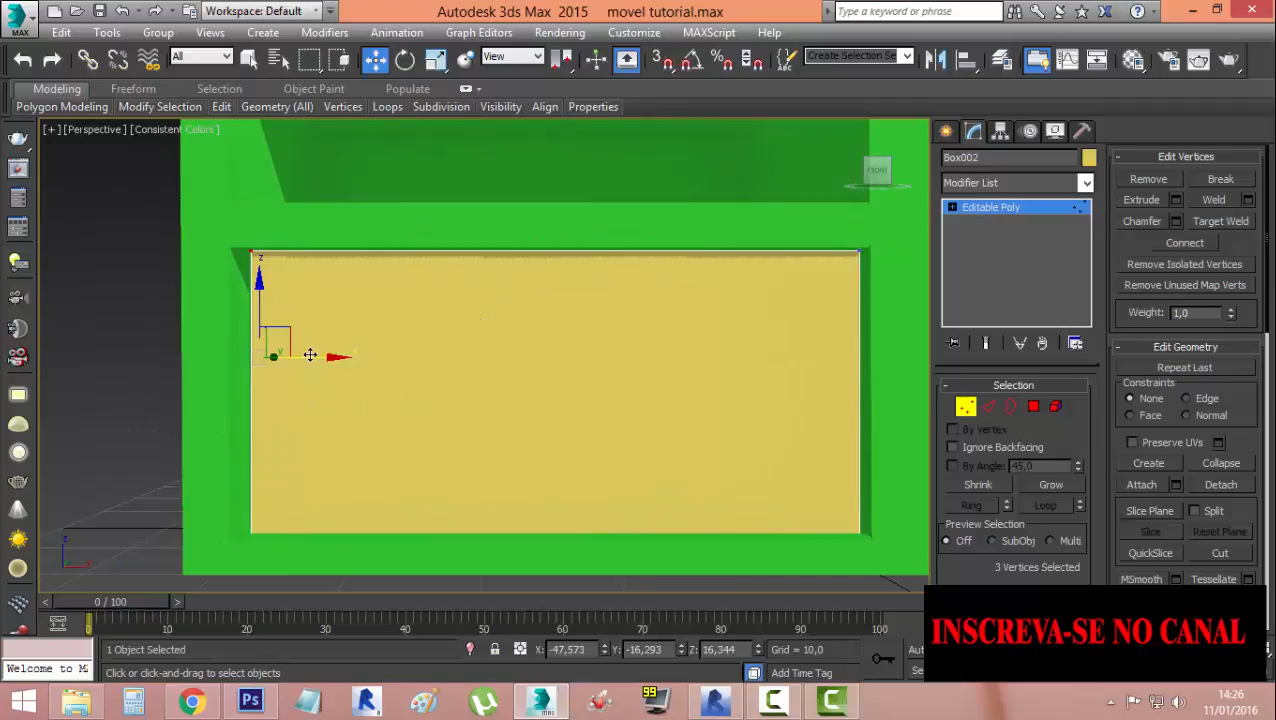 Workspace: Default
Autodesk 3ds Max 2015 movel tutorial.max
Type a keyword or phrase
MAX
Edit Tools Group Views Create Modifiers Animation Graph Editors Rendering Customize MAXScript Help
All
View
Create Selection Se
Modeling Freeform Selection Object Paint Populate
Polygon Modeling Modify Selection Edit Geometry (All) Vertices Loops Subdivision Visibility Align Properties
[+] [Perspective] [Consistent Colors]
FRONT
z
y
z
Box002
Modifier List
Editable Poly
Selection
By Vertex
Ignore Backfacing
By Angle: 45,0
Shrink Grow
Ring Loop
Preview Selection
Off SubObj Multi
3 Vertices Selected
Edit Vertices
Remove Break
Extrude Weld
Chamfer Target Weld
Connect
Remove Isolated Vertices
Remove Unused Map Verts
Weight: 1,0
Edit Geometry
Repeat Last
Constraints
None Edge
Face Normal
Preserve UVs
Create Collapse
Attach Detach
Slice Plane Split
Slice Reset Plane
QuickSlice Cut
MSmooth Tessellate
INSCREVA-SE NO CANAL
0 / 100
0 10 20 30 40 50 60 70 80 90 100
1 Object Selected X: -47,573 Y: -16,293 Z: 16,344 Grid = 10,0
Welcome to M
Click or click-and-drag to select objects
Add Time Tag
99
Ps
MAX
14:26
11/01/2016